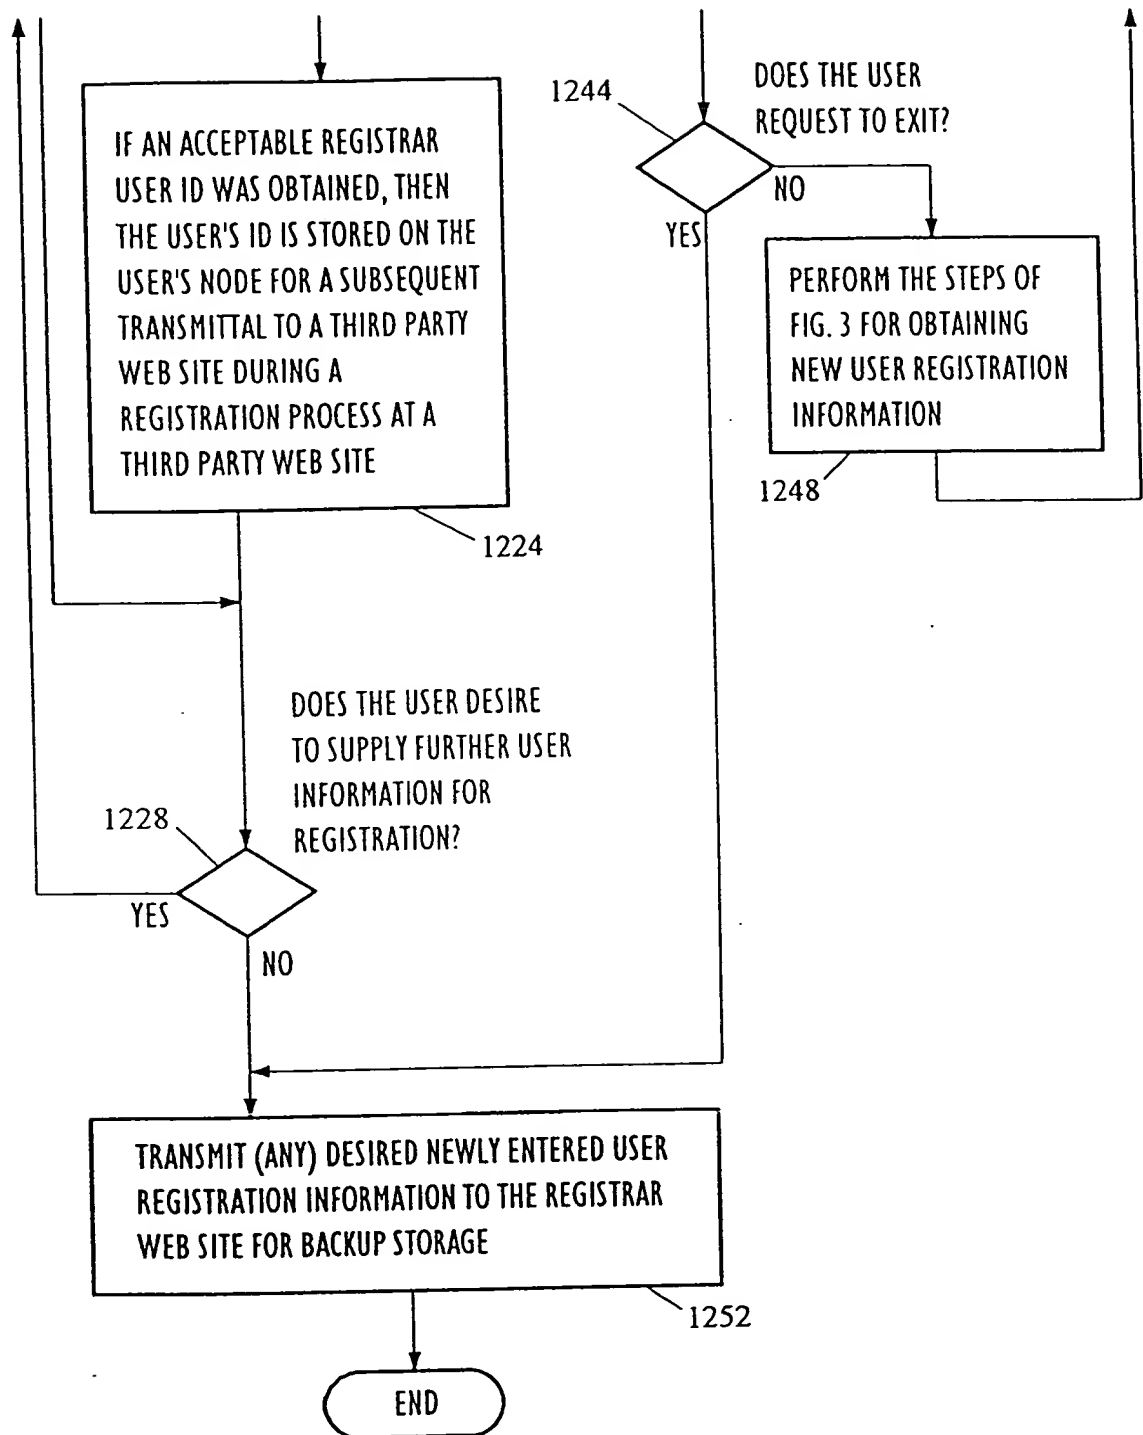 IF AN ACCEPTABLE REGISTRAR
USER ID WAS OBTAINED, THEN
THE USER'S ID IS STORED ON THE
USER'S NODE FOR A SUBSEQUENT
TRANSMITTAL TO A THIRD PARTY
WEB SITE DURING A
REGISTRATION PROCESS AT A
THIRD PARTY WEB SITE
1224
1244
DOES THE USER
REQUEST TO EXIT?
NO
YES
PERFORM THE STEPS OF
FIG. 3 FOR OBTAINING
NEW USER REGISTRATION
INFORMATION
1248
DOES THE USER DESIRE
TO SUPPLY FURTHER USER
INFORMATION FOR
REGISTRATION?
1228
YES
NO
TRANSMIT (ANY) DESIRED NEWLY ENTERED USER
REGISTRATION INFORMATION TO THE REGISTRAR
WEB SITE FOR BACKUP STORAGE
1252
END